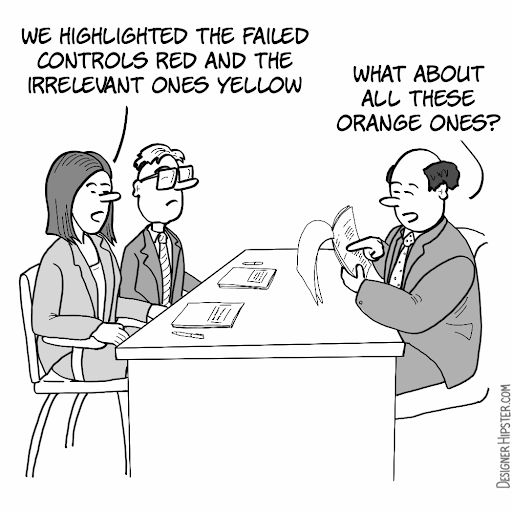 WE HIGHLIGHTED THE FAILED
CONTROLS RED AND THE
IRRELEVANT ONES YELLOW
WHAT ABOUT
ALL THESE
ORANGE ONES?
DESIGNERHIPSTER.COM